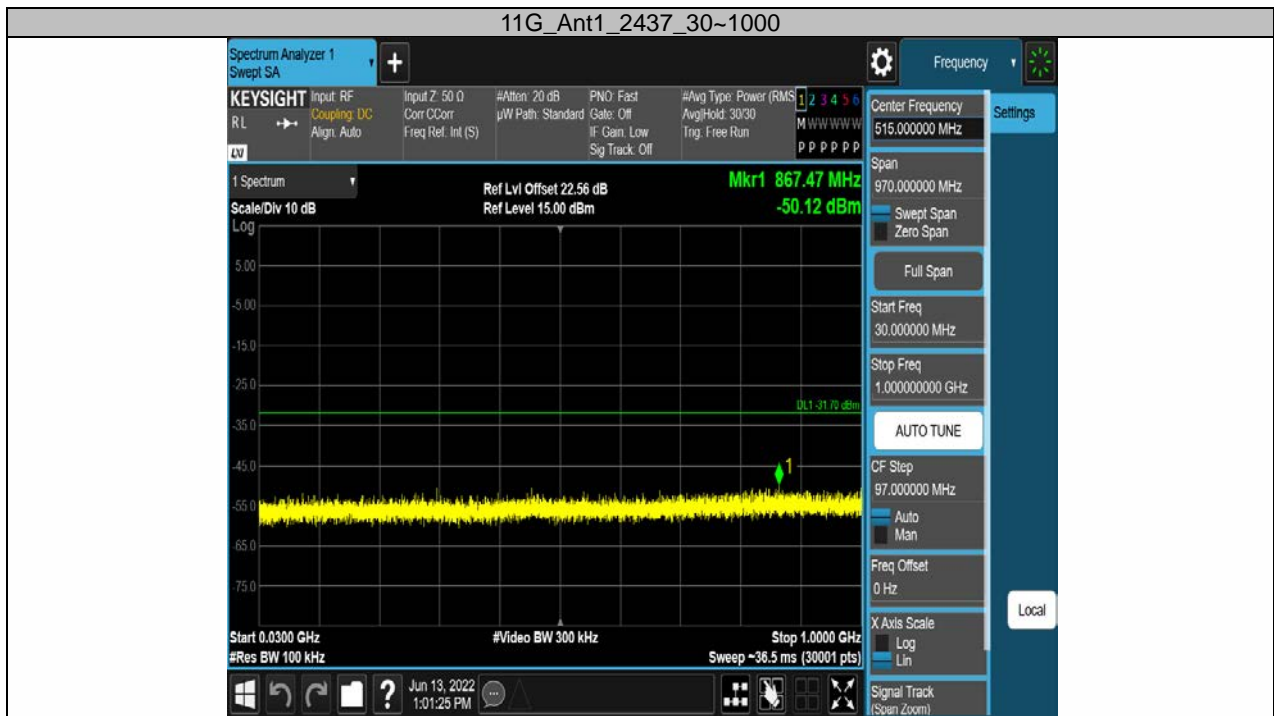 11G_Ant1_2437_30~1000
Spectrum Analyzer 1
Swept SA
Frequency
KEYSIGHT
RL
LXI
Input: RF
Coupling: DC
Align: Auto
Input Z: 50 Ω
Corr CCorr
Freq Ref: Int (S)
#Atten: 20 dB
µW Path: Standard
PNO: Fast
Gate: Off
IF Gain: Low
Sig Track: Off
#Avg Type: Power (RMS
Avg|Hold: 30/30
Trig: Free Run
1 2 3 4 5 6
M W W W W W
P P P P P P
1 Spectrum
Scale/Div 10 dB
Log
Ref Lvl Offset 22.56 dB
Ref Level 15.00 dBm
Mkr1 867.47 MHz
-50.12 dBm
5.00
-5.00
-15.0
-25.0
DL1 -31.70 dBm
-35.0
1
-45.0
-55.0
-65.0
-75.0
Start 0.0300 GHz
#Res BW 100 kHz
#Video BW 300 kHz
Stop 1.0000 GHz
Sweep ~36.5 ms (30001 pts)
Jun 13, 2022
1:01:25 PM
Center Frequency
515.000000 MHz
Settings
Span
970.000000 MHz
Swept Span
Zero Span
Full Span
Start Freq
30.000000 MHz
Stop Freq
1.000000000 GHz
AUTO TUNE
CF Step
97.000000 MHz
Auto
Man
Freq Offset
0 Hz
X Axis Scale
Log
Lin
Local
Signal Track
(Span Zoom)